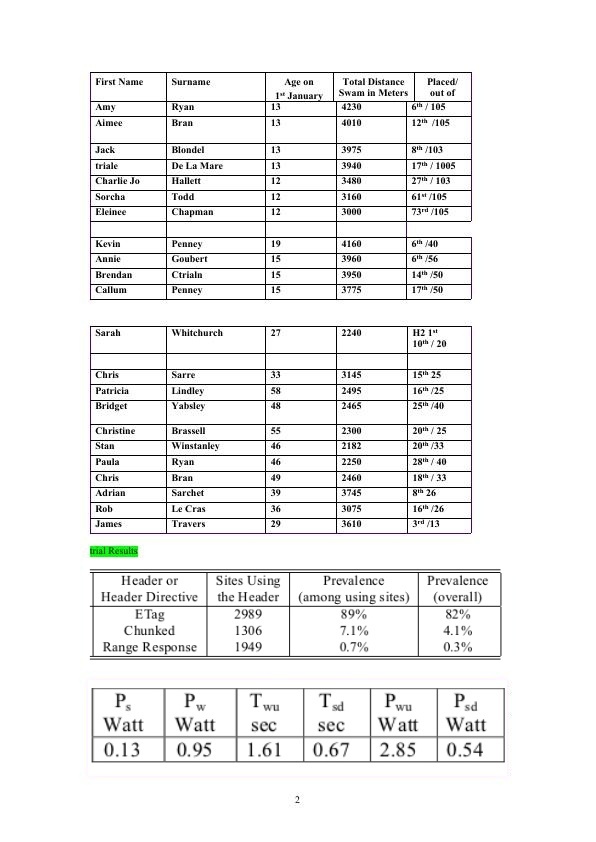 First Name Surname Age on Total Distance Placed/
1st January Swam in Meters out of
Amy Ryan 13 4230 6th / 105
Aimee Bran 13 4010 12th /105
Jack Blondel 13 3975 8th /103
triale De La Mare 13 3940 17th / 1005
Charlie Jo Hallett 12 3480 27th / 103
Sorcha Todd 12 3160 61st /105
Eleinee Chapman 12 3000 73rd /105
Kevin Penney 19 4160 6th /40
Annie Goubert 15 3960 6th /56
Brendan Ctrialn 15 3950 14th /50
Callum Penney 15 3775 17th /50
Sarah Whitchurch 27 2240 H2 1st
10th / 20
Chris Sarre 33 3145 15th 25
Patricia Lindley 58 2495 16th /25
Bridget Yabsley 48 2465 25th /40
Christine Brassell 55 2300 20th / 25
Stan Winstanley 46 2182 20th /33
Paula Ryan 46 2250 28th / 40
Chris Bran 49 2460 18th / 33
Adrian Sarchet 39 3745 8th 26
Rob Le Cras 36 3075 16th /26
James Travers 29 3610 3rd /13
trial Results
Header or Sites Using Prevalence Prevalence
Header Directive the Header (among using sites) (overall)
ETag 2989 89% 82%
Chunked 1306 7.1% 4.1%
Range Response 1949 0.7% 0.3%
Ps Pw Twu Tsd Pwu Psd
Watt Watt sec sec Watt Watt
0.13 0.95 1.61 0.67 2.85 0.54
2